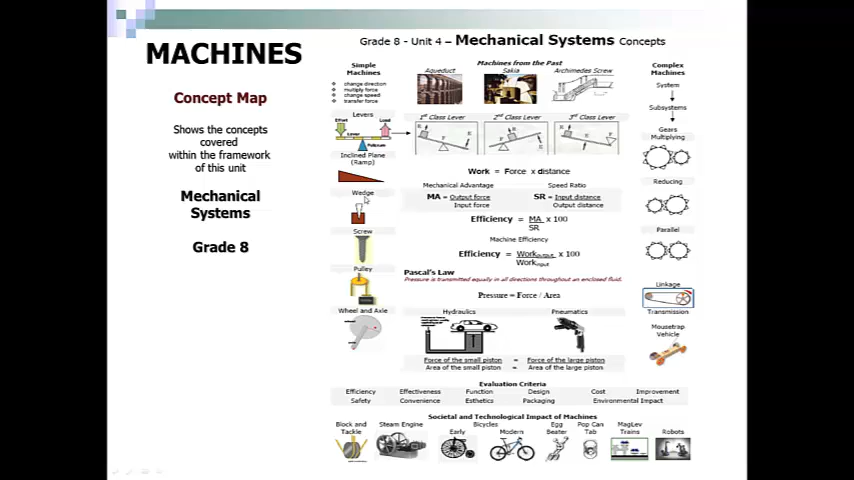 MACHINES
Concept Map
Shows the concepts
covered
within the framework
of this unit
Mechanical
Systems
Grade 8
Grade 8 - Unit 4 – Mechanical Systems Concepts
Simple
Machines
change direction
multiply force
change speed
transfer force
Machines from the Past
Aqueduct
Sakia
Archimedes Screw
Complex
Machines
System
Subsystems
Gears
Multiplying
Reducing
Parallel
Linkage
Transmission
Mousetrap
Vehicle
Levers
Effort
Load
Lever
Fulcrum
1st Class Lever
2nd Class Lever
3rd Class Lever
Inclined Plane
(Ramp)
Wedge
Screw
Pulley
Wheel and Axle
Work = Force x distance
Mechanical Advantage
Speed Ratio
MA = Output force
Input force
SR = Input distance
Output distance
Efficiency = MA x 100
SR
Machine Efficiency
Efficiency = Work output x 100
Work input
Pascal's Law
Pressure is transmitted equally in all directions throughout an enclosed fluid.
Pressure = Force / Area
Hydraulics
Pneumatics
Force of the small piston = Force of the large piston
Area of the small piston = Area of the large piston
Evaluation Criteria
Efficiency Effectiveness Function Design Cost Improvement
Safety Convenience Esthetics Packaging Environmental Impact
Societal and Technological Impact of Machines
Block and
Tackle
Steam Engine
Bicycles
Early
Modern
Egg
Beater
Pop Can
Tab
MagLev
Trains
Robots